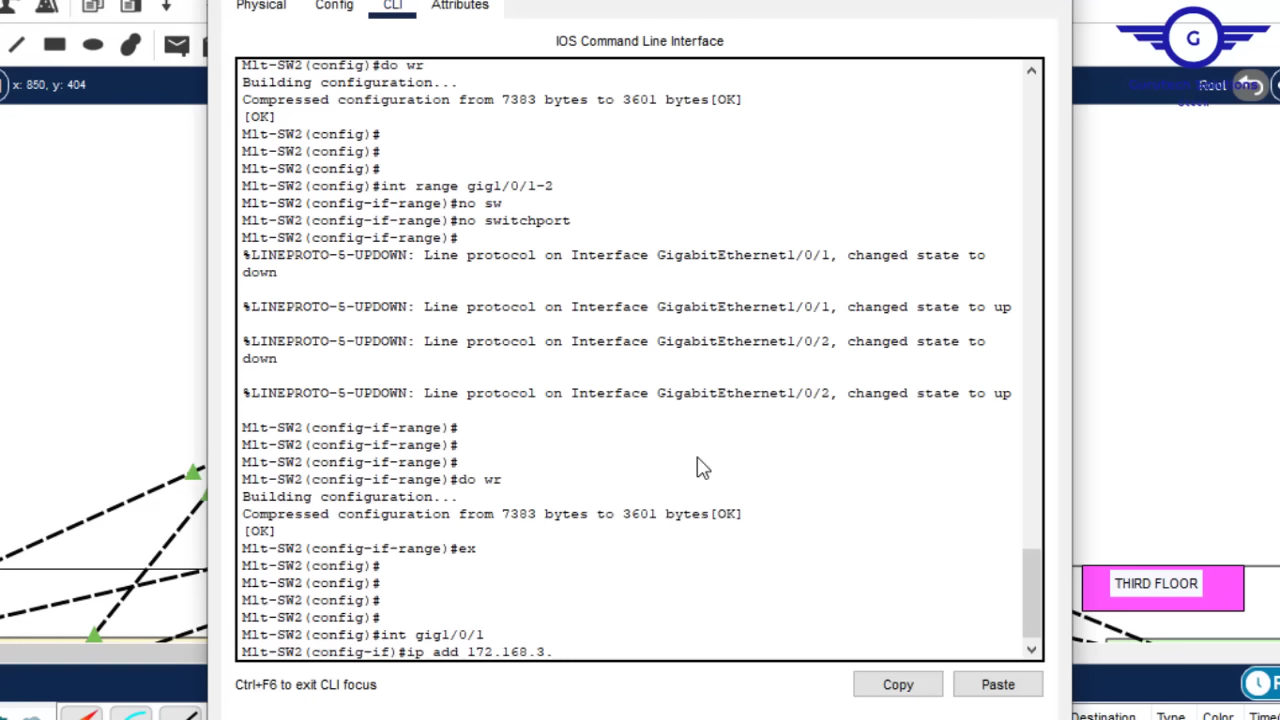 Physical Config CLI Attributes
IOS Command Line Interface
G
x: 850, y: 404
Root
Mlt-SW2(config)#do wr
Building configuration...
Compressed configuration from 7383 bytes to 3601 bytes[OK]
[OK]
Mlt-SW2(config)#
Mlt-SW2(config)#
Mlt-SW2(config)#
Mlt-SW2(config)#int range gig1/0/1-2
Mlt-SW2(config-if-range)#no sw
Mlt-SW2(config-if-range)#no switchport
Mlt-SW2(config-if-range)#
%LINEPROTO-5-UPDOWN: Line protocol on Interface GigabitEthernet1/0/1, changed state to
down
%LINEPROTO-5-UPDOWN: Line protocol on Interface GigabitEthernet1/0/1, changed state to up
%LINEPROTO-5-UPDOWN: Line protocol on Interface GigabitEthernet1/0/2, changed state to
down
%LINEPROTO-5-UPDOWN: Line protocol on Interface GigabitEthernet1/0/2, changed state to up
Mlt-SW2(config-if-range)#
Mlt-SW2(config-if-range)#
Mlt-SW2(config-if-range)#
Mlt-SW2(config-if-range)#do wr
Building configuration...
Compressed configuration from 7383 bytes to 3601 bytes[OK]
[OK]
Mlt-SW2(config-if-range)#ex
Mlt-SW2(config)#
Mlt-SW2(config)#
Mlt-SW2(config)#
Mlt-SW2(config)#
Mlt-SW2(config)#int gig1/0/1
Mlt-SW2(config-if)#ip add 172.168.3.
THIRD FLOOR
Ctrl+F6 to exit CLI focus
Copy Paste
Destination Type Color